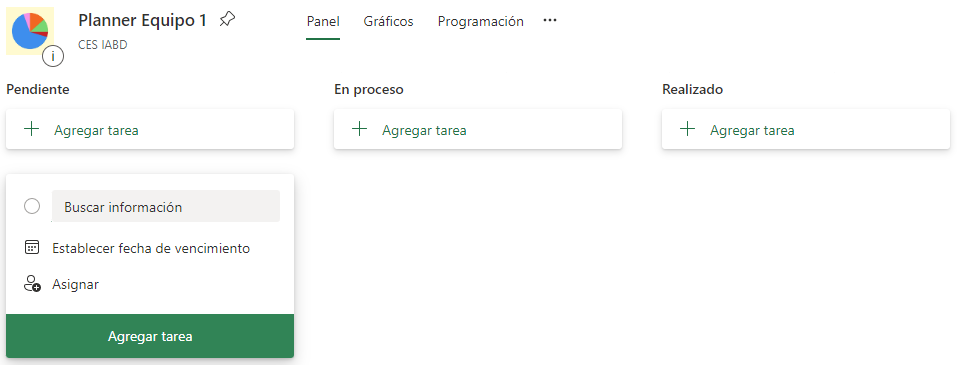 Planner Equipo 1
CES IABD
Panel
Gráficos
Programación
Pendiente
En proceso
Realizado
Agregar tarea
Agregar tarea
Agregar tarea
Buscar información
Establecer fecha de vencimiento
Asignar
Agregar tarea